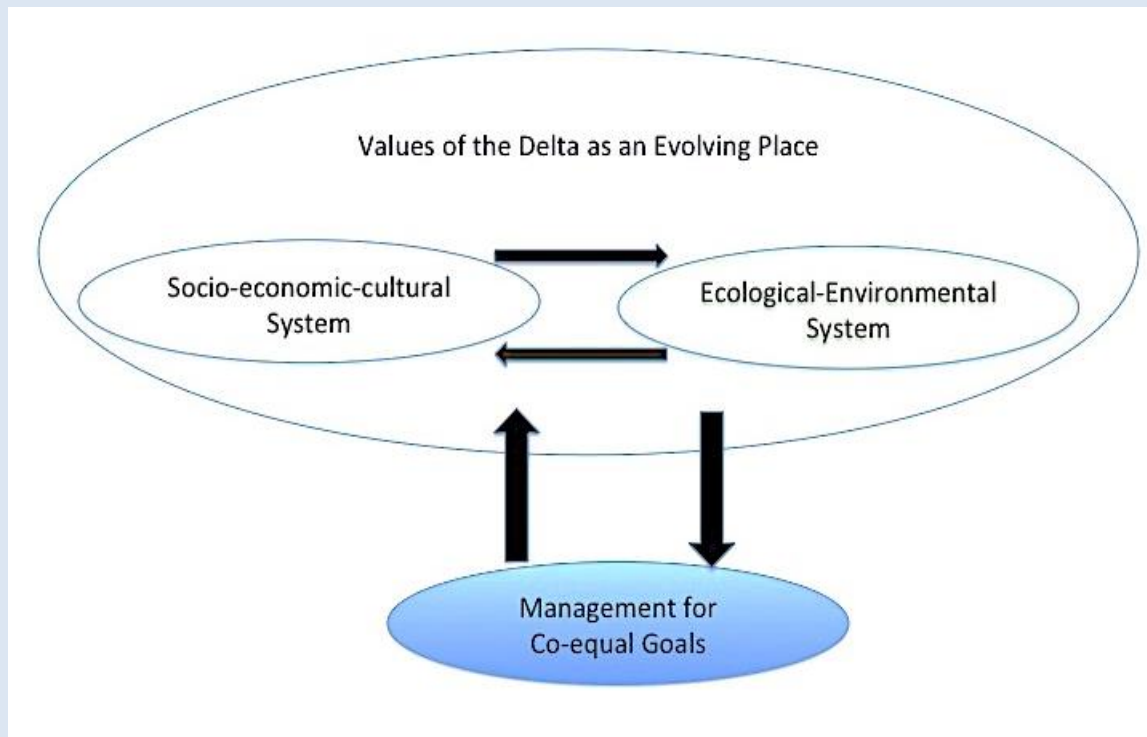 Values of the Delta as an Evolving Place
Socio-economic-cultural
System
Ecological-Environmental
System
Management for
Co-equal Goals